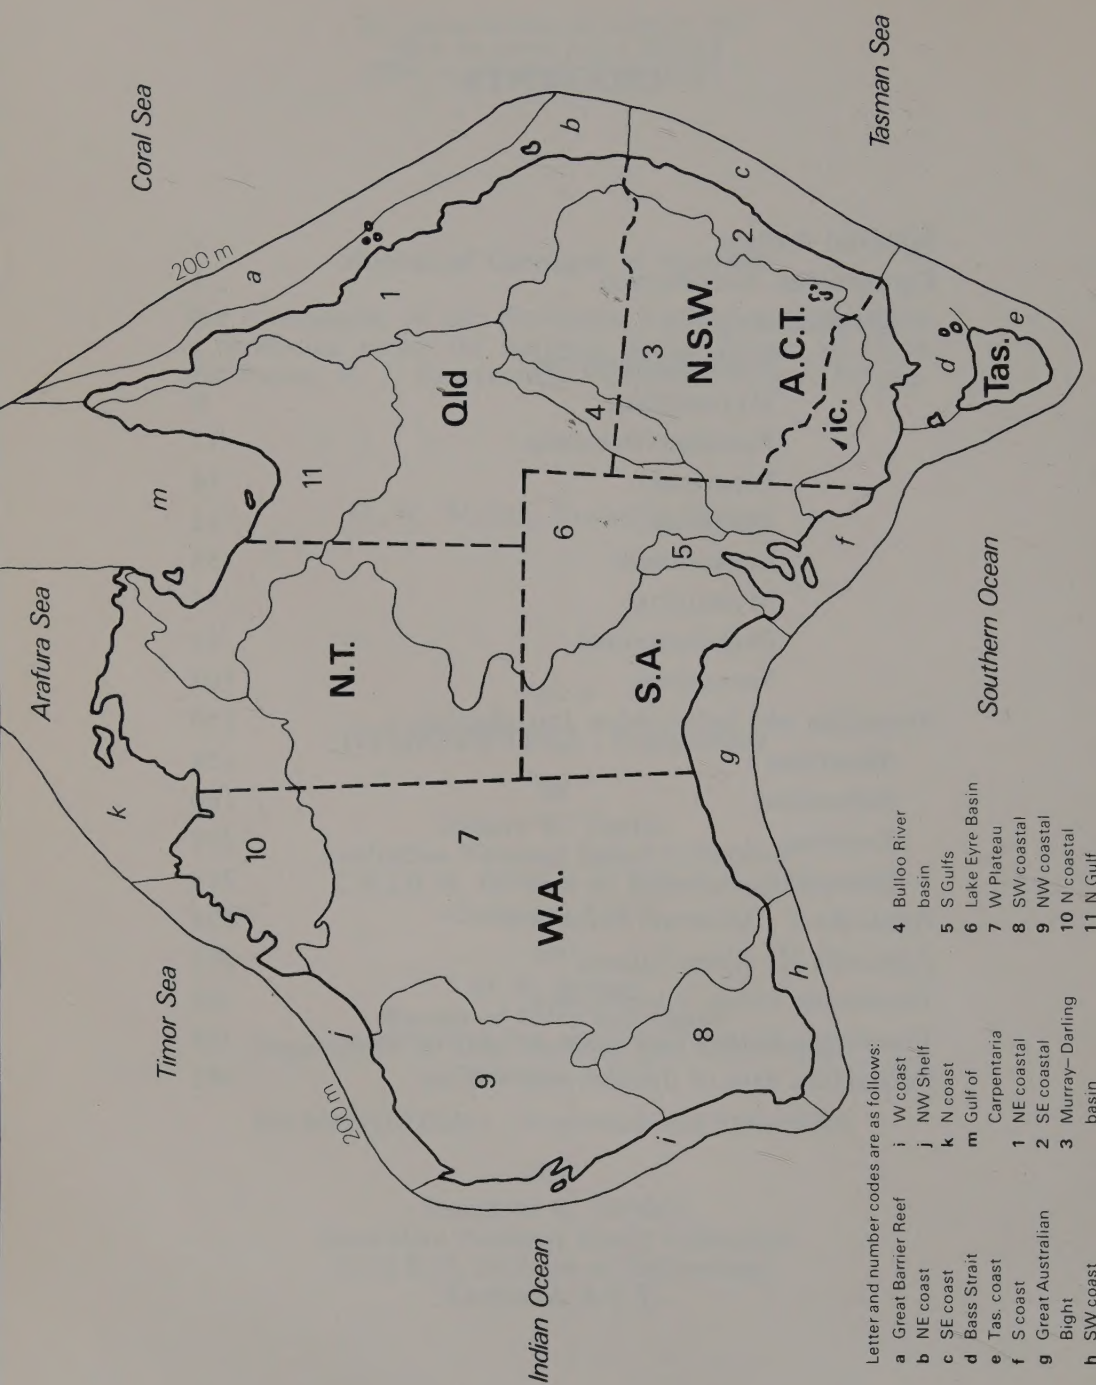 Coral Sea
Arafura Sea
Timor Sea
Tasman Sea
Indian Ocean
Southern Ocean
200 m
200 m
a
b
c
d
e
f
g
h
i
j
k
m
1
2
3
4
5
6
7
8
9
10
11
Qld
N.T.
N.S.W.
A.C.T.
Vic.
Tas.
S.A.
W.A.
Letter and number codes are as follows:
a Great Barrier Reef
b NE coast
c SE coast
d Bass Strait
e Tas. coast
f S coast
g Great Australian
Bight
h SW coast
i W coast
j NW Shelf
k N coast
m Gulf of
Carpentaria
1 NE coastal
2 SE coastal
3 Murray–Darling
basin
4 Bulloo River
basin
5 S Gulfs
6 Lake Eyre Basin
7 W Plateau
8 SW coastal
9 NW coastal
10 N coastal
11 N Gulf